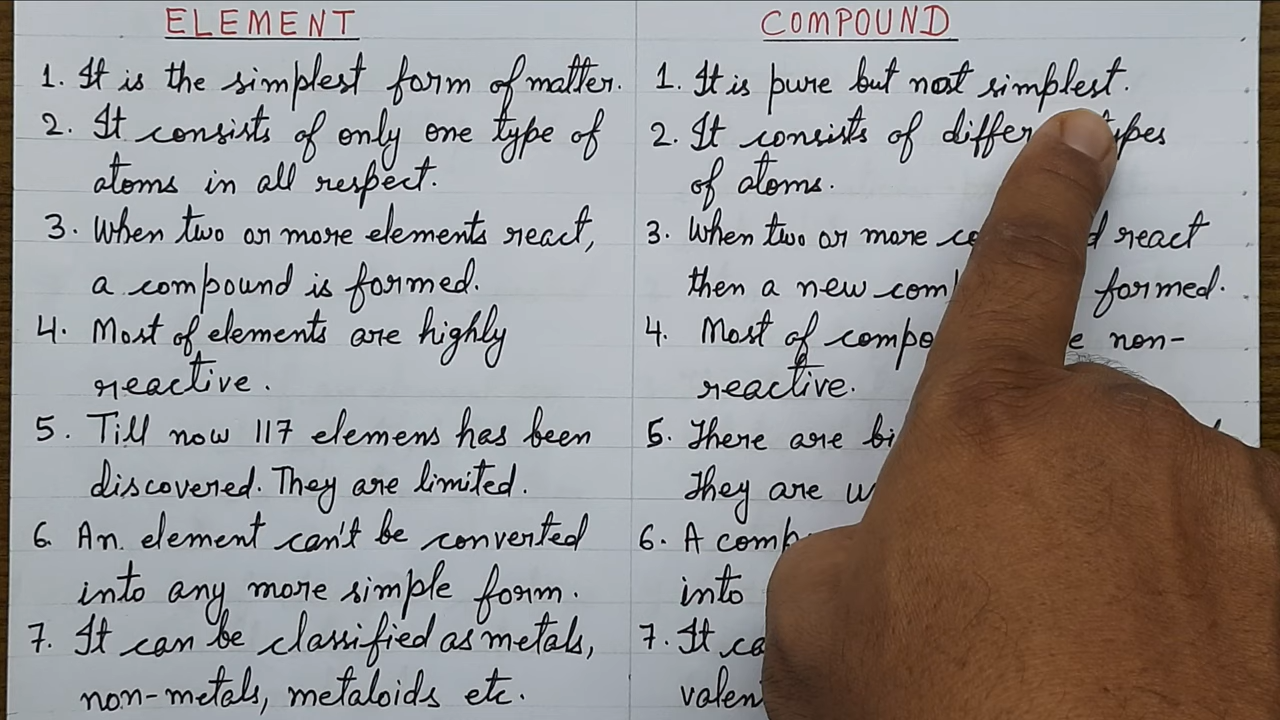 ELEMENT
1. It is the simplest form of matter.
2. It consists of only one type of
atoms in all respect.
3. When two or more elements react,
a compound is formed.
4. Most of elements are highly
reactive.
5. Till now 117 elemens has been
discovered. They are limited.
6. An element can't be converted
into any more simple form.
7. It can be classified as metals,
non-metals, metaloids etc.
COMPOUND
1. It is pure but not simplest.
2. It consists of
of atoms.
3. When two or more react
then a new formed.
4. Most of non-
reactive.
5. There are
They are
6. A
into
7. It